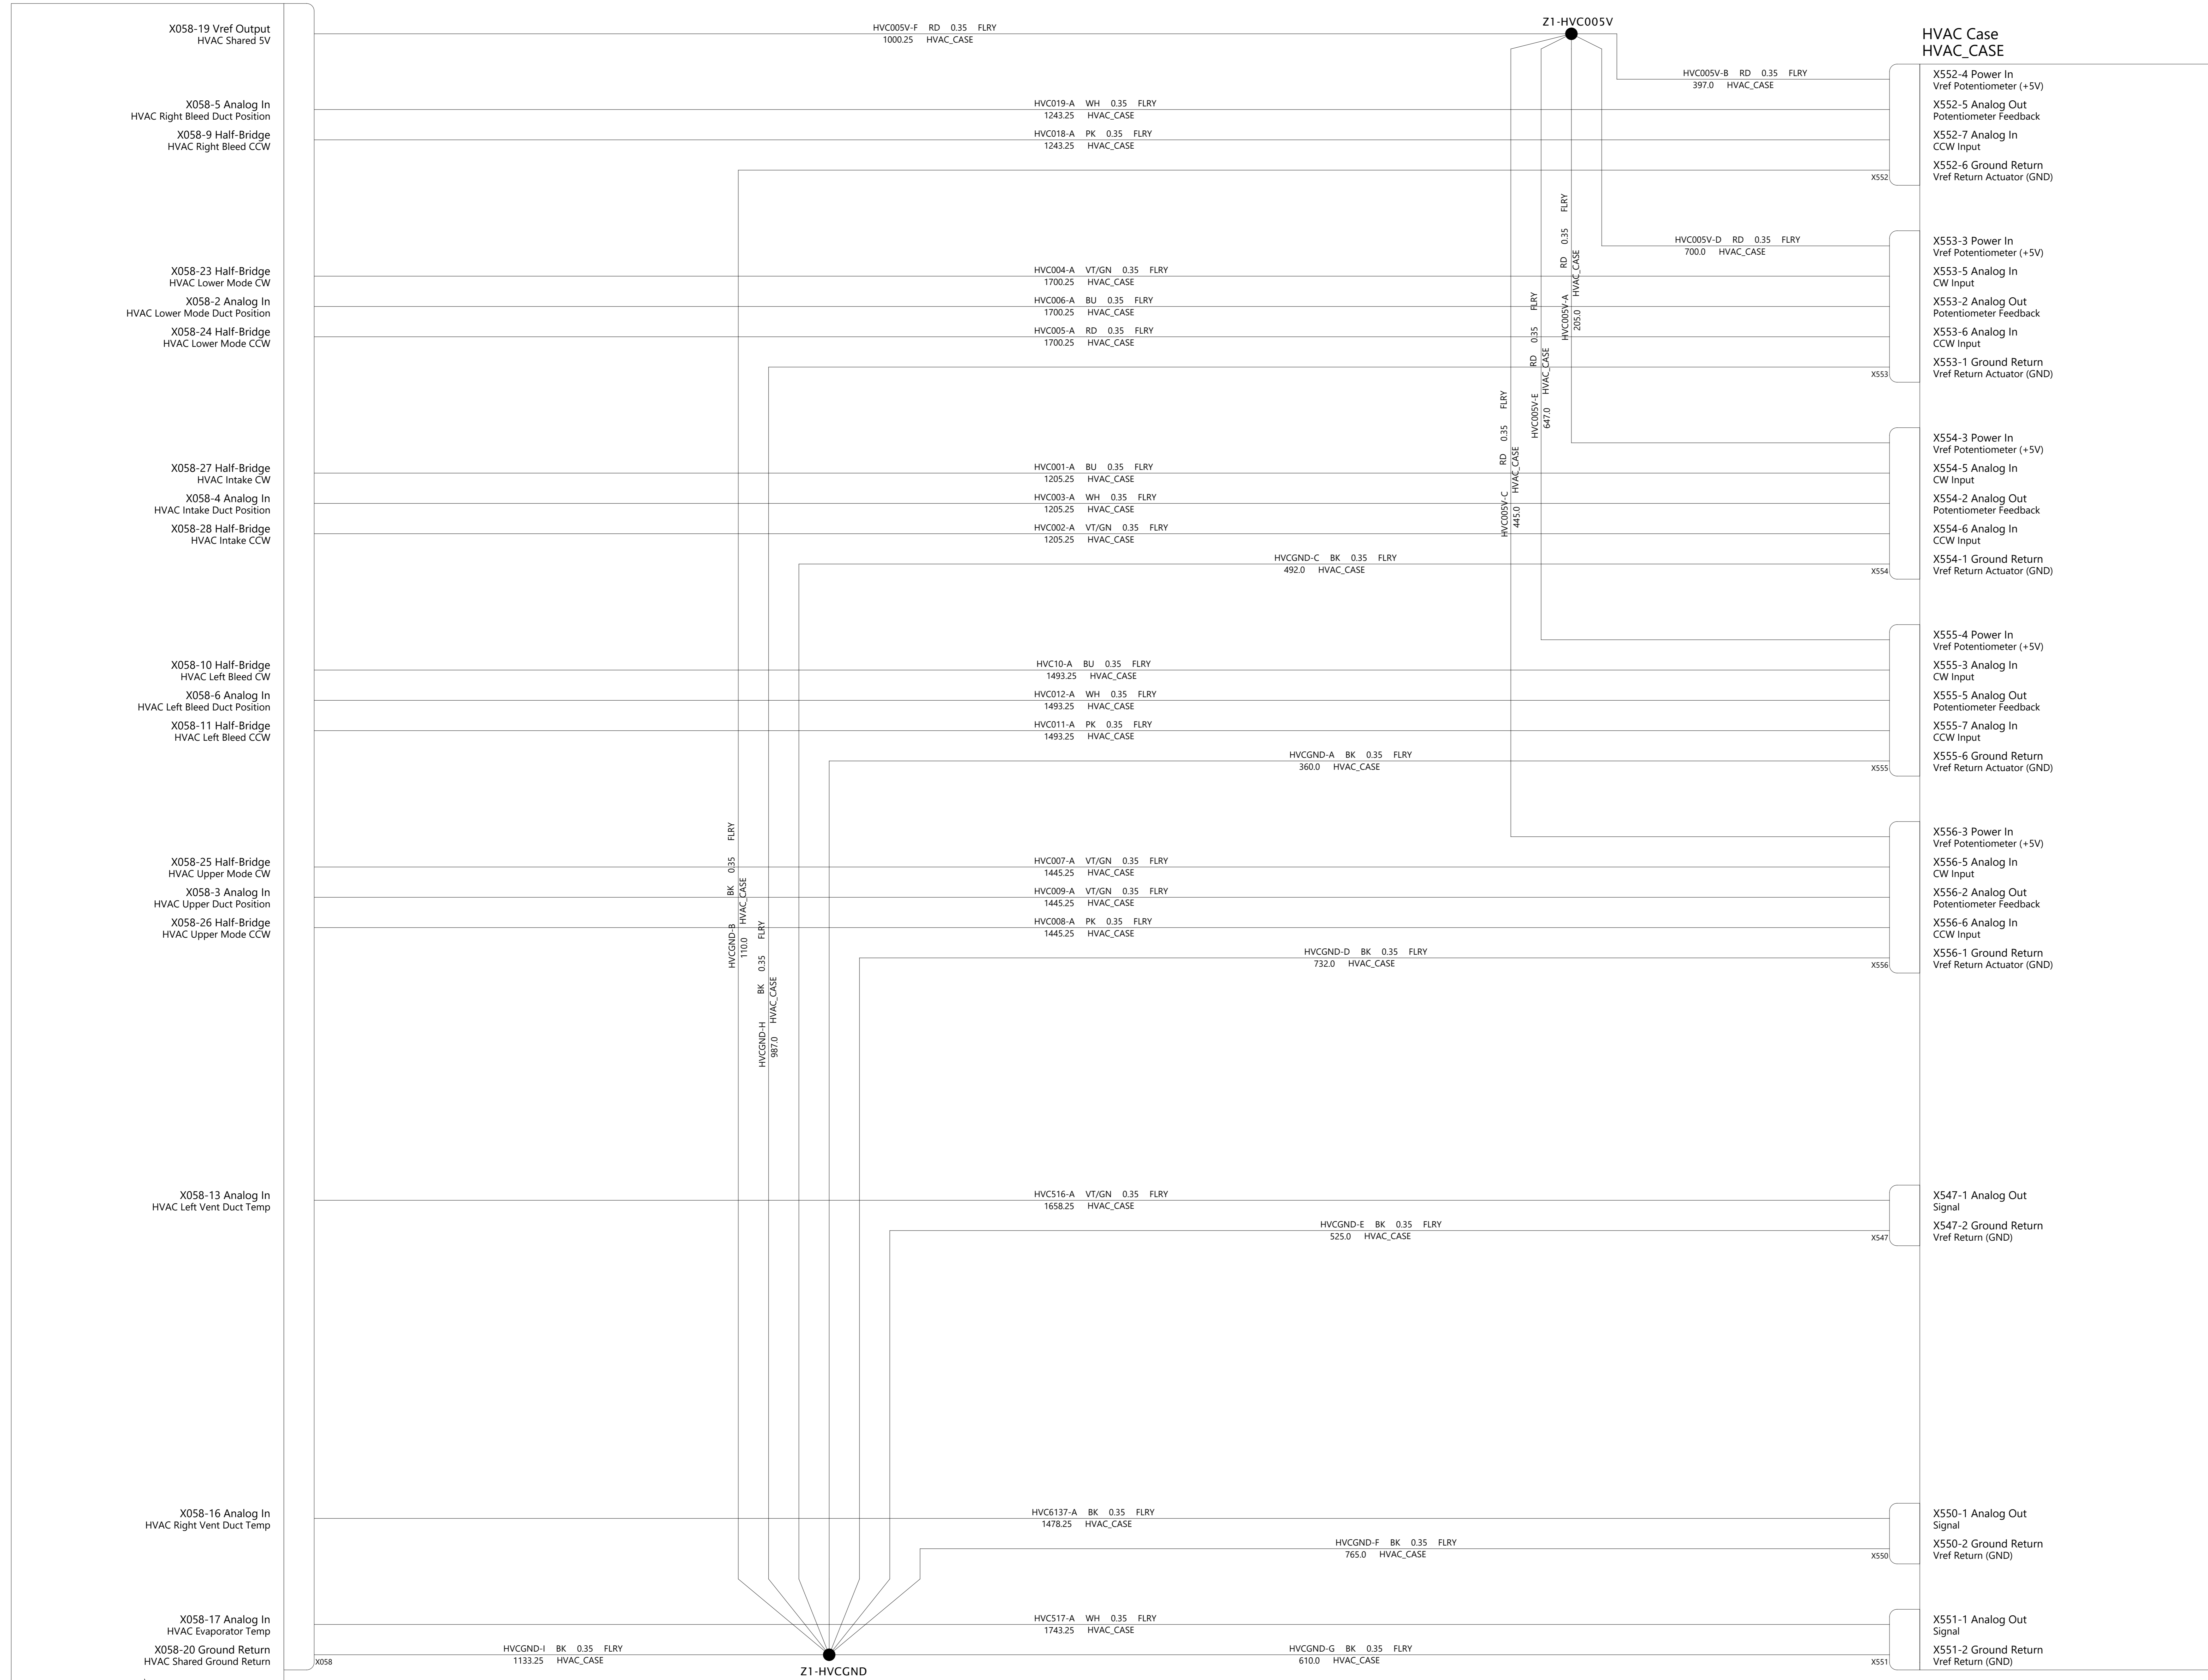 Z1-HVC005V
HVAC Case
HVAC_CASE
X058-19 Vref Output
HVAC Shared 5V
HVC005V-F RD 0.35 FLRY
1000.25 HVAC_CASE
HVC005V-B RD 0.35 FLRY
397.0 HVAC_CASE
X552-4 Power In
Vref Potentiometer (+5V)
X058-5 Analog In
HVAC Right Bleed Duct Position
HVC019-A WH 0.35 FLRY
1243.25 HVAC_CASE
X552-5 Analog Out
Potentiometer Feedback
X058-9 Half-Bridge
HVAC Right Bleed CCW
HVC018-A PK 0.35 FLRY
1243.25 HVAC_CASE
X552-7 Analog In
CCW Input
X552-6 Ground Return
Vref Return Actuator (GND)
X552
HVC005V-D RD 0.35 FLRY
700.0 HVAC_CASE
X553-3 Power In
Vref Potentiometer (+5V)
X058-23 Half-Bridge
HVAC Lower Mode CW
HVC004-A VT/GN 0.35 FLRY
1700.25 HVAC_CASE
X553-5 Analog In
CW Input
X058-2 Analog In
HVAC Lower Mode Duct Position
HVC006-A BU 0.35 FLRY
1700.25 HVAC_CASE
X553-2 Analog Out
Potentiometer Feedback
X058-24 Half-Bridge
HVAC Lower Mode CCW
HVC005-A RD 0.35 FLRY
1700.25 HVAC_CASE
X553-6 Analog In
CCW Input
X553-1 Ground Return
Vref Return Actuator (GND)
X553
HVC005V-A RD 0.35 FLRY
205.0 HVAC_CASE
HVC005V-E RD 0.35 FLRY
647.0 HVAC_CASE
HVC005V-C RD 0.35 FLRY
445.0 HVAC_CASE
X554-3 Power In
Vref Potentiometer (+5V)
X058-27 Half-Bridge
HVAC Intake CW
HVC001-A BU 0.35 FLRY
1205.25 HVAC_CASE
X554-5 Analog In
CW Input
X058-4 Analog In
HVAC Intake Duct Position
HVC003-A WH 0.35 FLRY
1205.25 HVAC_CASE
X554-2 Analog Out
Potentiometer Feedback
X058-28 Half-Bridge
HVAC Intake CCW
HVC002-A VT/GN 0.35 FLRY
1205.25 HVAC_CASE
X554-6 Analog In
CCW Input
HVCGND-C BK 0.35 FLRY
492.0 HVAC_CASE
X554-1 Ground Return
Vref Return Actuator (GND)
X554
X555-4 Power In
Vref Potentiometer (+5V)
X058-10 Half-Bridge
HVAC Left Bleed CW
HVC10-A BU 0.35 FLRY
1493.25 HVAC_CASE
X555-3 Analog In
CW Input
X058-6 Analog In
HVAC Left Bleed Duct Position
HVC012-A WH 0.35 FLRY
1493.25 HVAC_CASE
X555-5 Analog Out
Potentiometer Feedback
X058-11 Half-Bridge
HVAC Left Bleed CCW
HVC011-A PK 0.35 FLRY
1493.25 HVAC_CASE
X555-7 Analog In
CCW Input
HVCGND-A BK 0.35 FLRY
360.0 HVAC_CASE
X555-6 Ground Return
Vref Return Actuator (GND)
X555
X556-3 Power In
Vref Potentiometer (+5V)
X058-25 Half-Bridge
HVAC Upper Mode CW
HVC007-A VT/GN 0.35 FLRY
1445.25 HVAC_CASE
X556-5 Analog In
CW Input
X058-3 Analog In
HVAC Upper Duct Position
HVC009-A VT/GN 0.35 FLRY
1445.25 HVAC_CASE
X556-2 Analog Out
Potentiometer Feedback
X058-26 Half-Bridge
HVAC Upper Mode CCW
HVC008-A PK 0.35 FLRY
1445.25 HVAC_CASE
X556-6 Analog In
CCW Input
HVCGND-D BK 0.35 FLRY
732.0 HVAC_CASE
X556-1 Ground Return
Vref Return Actuator (GND)
X556
HVCGND-B BK 0.35 FLRY
110.0 HVAC_CASE
HVCGND-H BK 0.35 FLRY
987.0 HVAC_CASE
X058-13 Analog In
HVAC Left Vent Duct Temp
HVC516-A VT/GN 0.35 FLRY
1658.25 HVAC_CASE
X547-1 Analog Out
Signal
HVCGND-E BK 0.35 FLRY
525.0 HVAC_CASE
X547-2 Ground Return
Vref Return (GND)
X547
X058-16 Analog In
HVAC Right Vent Duct Temp
HVC6137-A BK 0.35 FLRY
1478.25 HVAC_CASE
X550-1 Analog Out
Signal
HVCGND-F BK 0.35 FLRY
765.0 HVAC_CASE
X550-2 Ground Return
Vref Return (GND)
X550
X058-17 Analog In
HVAC Evaporator Temp
HVC517-A WH 0.35 FLRY
1743.25 HVAC_CASE
X551-1 Analog Out
Signal
X058-20 Ground Return
HVAC Shared Ground Return
X058
HVCGND-I BK 0.35 FLRY
1133.25 HVAC_CASE
HVCGND-G BK 0.35 FLRY
610.0 HVAC_CASE
X551-2 Ground Return
Vref Return (GND)
X551
Z1-HVCGND